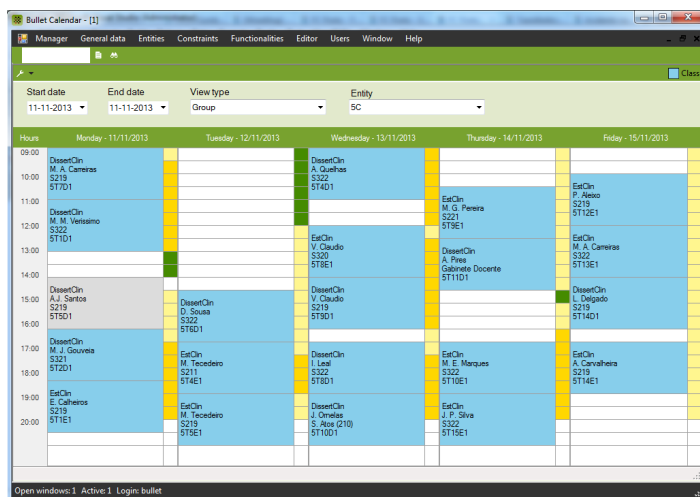 Bullet Calendar - [1]
Manager General data Entities Constraints Functionalities Editor Users Window Help
Class
Start date End date View type Entity
11-11-2013 11-11-2013 Group 5C
Hours Monday - 11/11/2013 Tuesday - 12/11/2013 Wednesday - 13/11/2013 Thursday - 14/11/2013 Friday - 15/11/2013
09:00
10:00
11:00
12:00
13:00
14:00
15:00
16:00
17:00
18:00
19:00
20:00
DissertClin
M. A. Carreiras
S219
5T7D1
DissertClin
M. M. Verissimo
S322
5T1D1
DissertClin
A.J. Santos
S219
5T5D1
DissertClin
M. J. Gouveia
S321
5T2D1
EstClin
E. Calheiros
S219
5T1E1
DissertClin
D. Sousa
S322
5T6D1
EstClin
M. Tecedeiro
S211
5T4E1
EstClin
M. Tecedeiro
S219
5T5E1
DissertClin
A. Quelhas
S322
5T4D1
EstClin
V. Claudio
S320
5T8E1
DissertClin
V. Claudio
S219
5T9D1
DissertClin
I. Leal
S322
5T8D1
DissertClin
J. Ornelas
S. Atos (210)
5T10D1
EstClin
M. G. Pereira
S221
5T9E1
DissertClin
A. Pires
Gabinete Docente
5T11D1
EstClin
M. E. Marques
S322
5T10E1
EstClin
J. P. Silva
S322
5T15E1
EstClin
P. Aleixo
S219
5T12E1
EstClin
M. A. Carreiras
S322
5T13E1
DissertClin
L. Delgado
S219
5T14D1
EstClin
A. Carvalheira
S219
5T14E1
Open windows: 1 Active: 1 Login: bullet